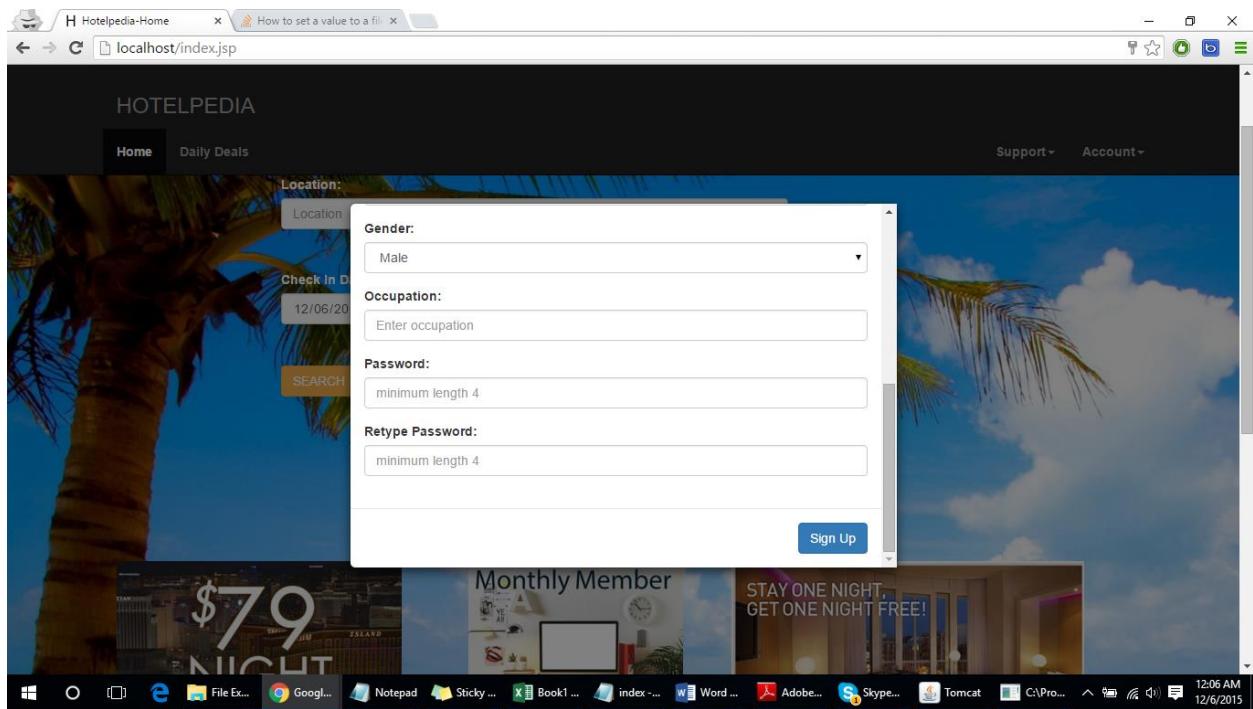 H Hotelpedia-Home
How to set a value to a fil
localhost/index.jsp
HOTELPEDIA
Home Daily Deals Support Account
Location:
Location
Gender:
Male
Check In D
12/06/20
Occupation:
Enter occupation
Password:
minimum length 4
SEARCH
Retype Password:
minimum length 4
Sign Up
$79
NIGHT
ISLAND
Monthly Member
STAY ONE NIGHT,
GET ONE NIGHT FREE!
File Ex... Googl... Notepad Sticky ... Book1 ... index -... Word ... Adobe... Skype... Tomcat C:\Pro...
12:06 AM
12/6/2015